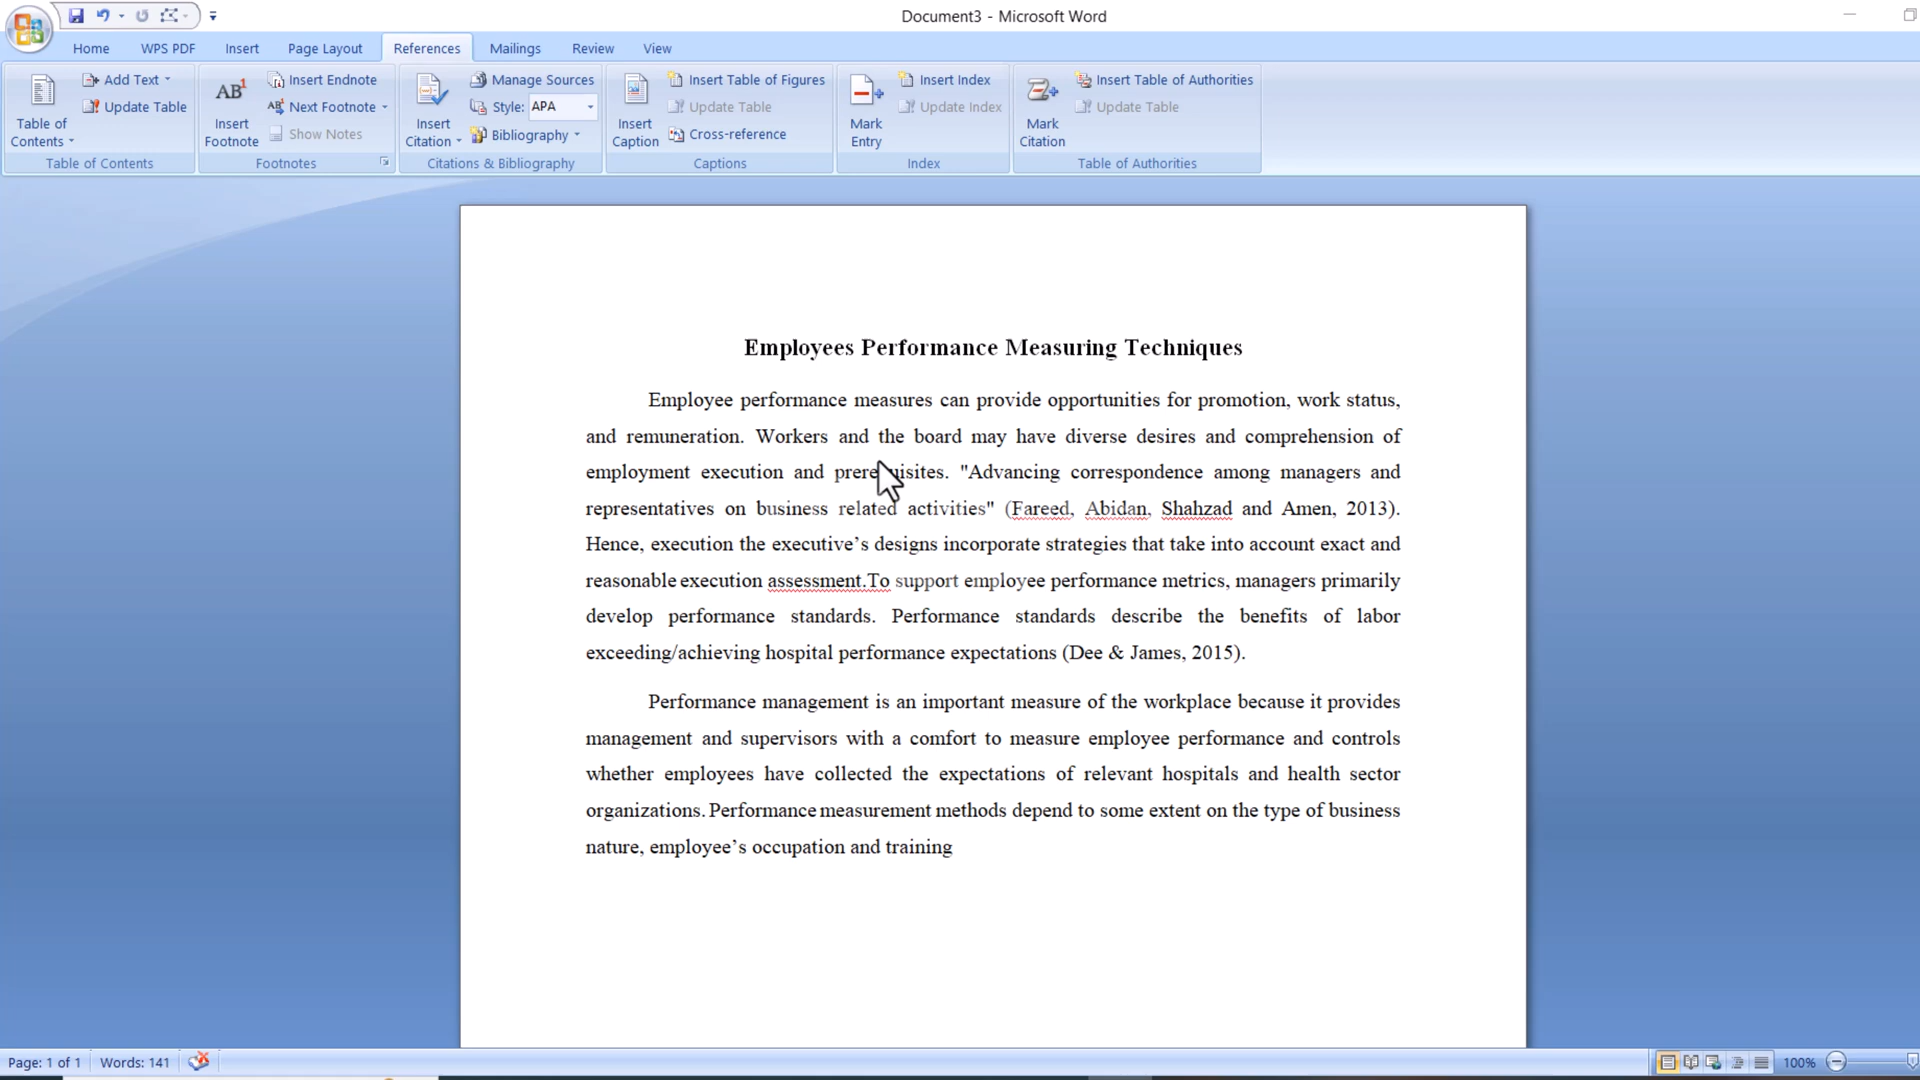 Document3 - Microsoft Word
Home WPS PDF Insert Page Layout References Mailings Review View
Table of Contents
Add Text
Update Table
Table of Contents
AB¹ Insert Footnote
Insert Endnote
Next Footnote
Show Notes
Footnotes
Insert Citation
Manage Sources
Style: APA
Bibliography
Citations & Bibliography
Insert Caption
Insert Table of Figures
Update Table
Cross-reference
Captions
Mark Entry
Insert Index
Update Index
Index
Mark Citation
Insert Table of Authorities
Update Table
Table of Authorities
Employees Performance Measuring Techniques
Employee performance measures can provide opportunities for promotion, work status,
and remuneration. Workers and the board may have diverse desires and comprehension of
employment execution and prerequisites. "Advancing correspondence among managers and
representatives on business related activities" (Fareed, Abidan, Shahzad and Amen, 2013).
Hence, execution the executive’s designs incorporate strategies that take into account exact and
reasonable execution assessment.To support employee performance metrics, managers primarily
develop performance standards. Performance standards describe the benefits of labor
exceeding/achieving hospital performance expectations (Dee & James, 2015).
Performance management is an important measure of the workplace because it provides
management and supervisors with a comfort to measure employee performance and controls
whether employees have collected the expectations of relevant hospitals and health sector
organizations. Performance measurement methods depend to some extent on the type of business
nature, employee’s occupation and training
Page: 1 of 1 Words: 141 100%